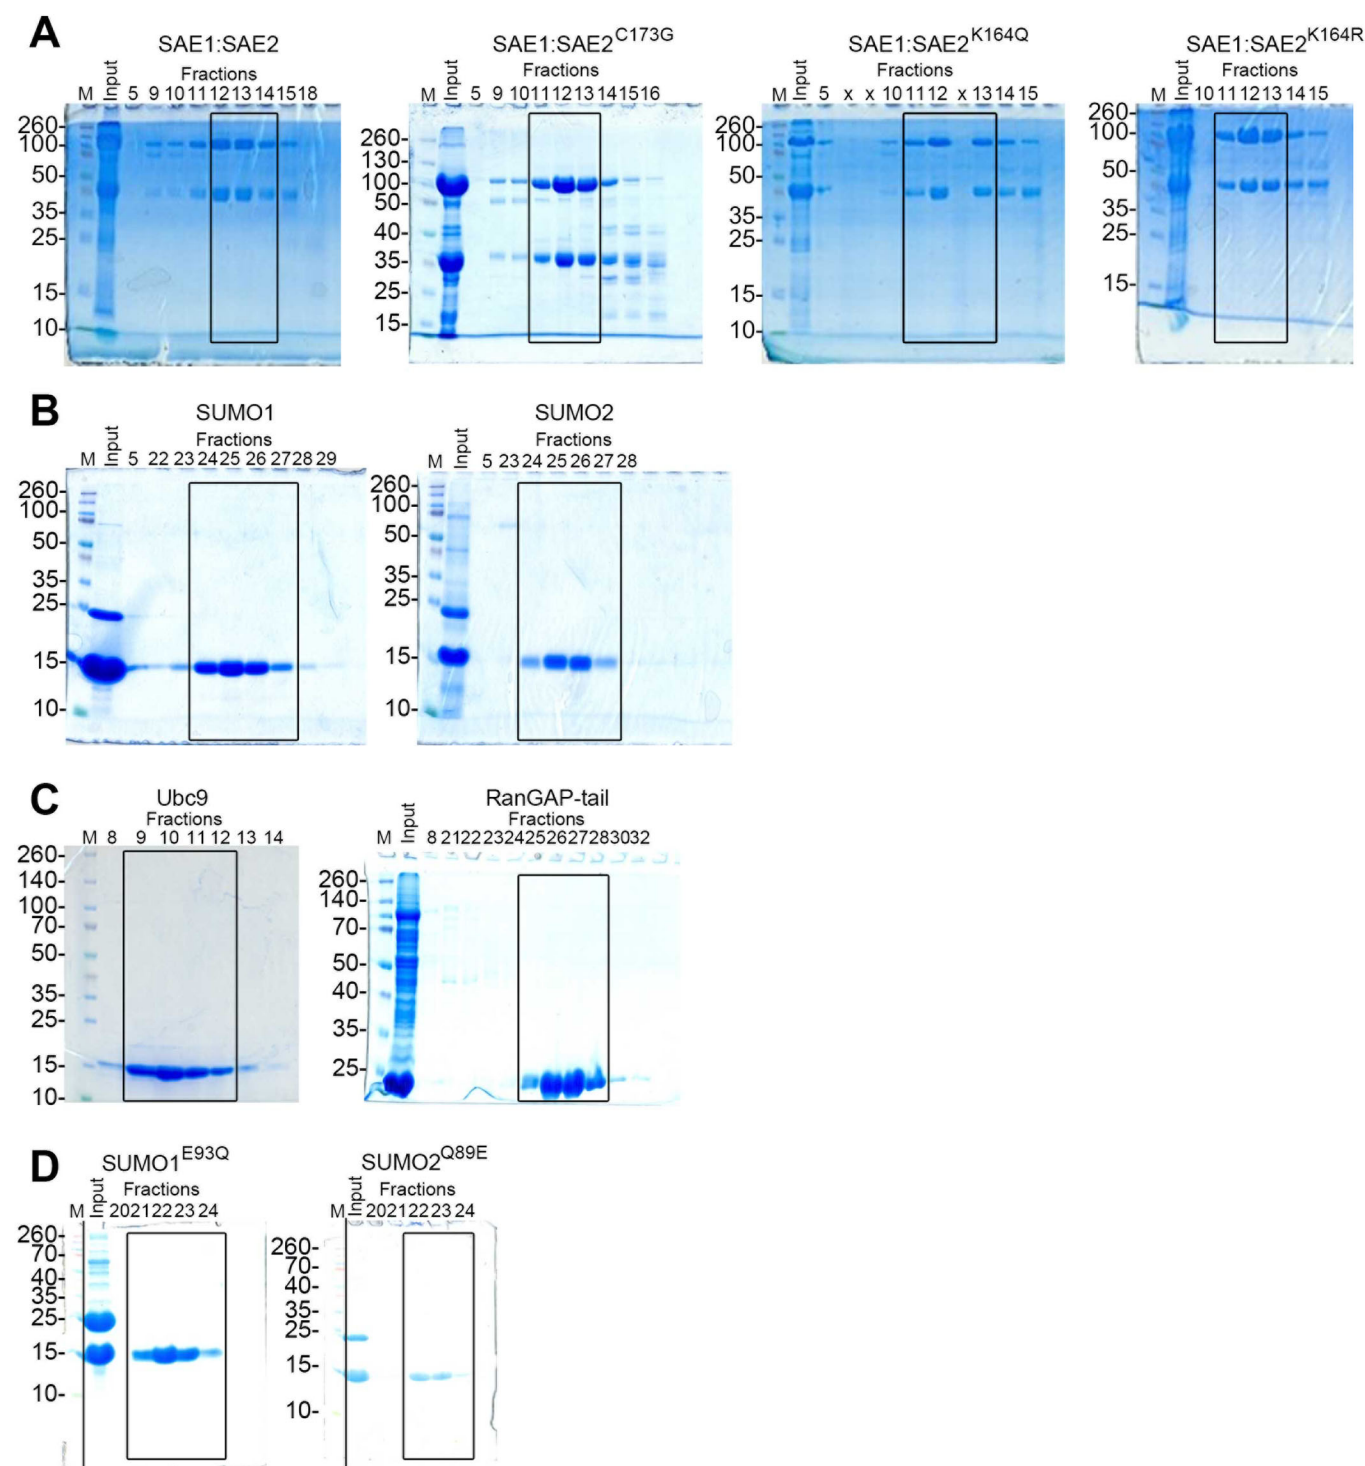 A
SAE1:SAE2
Fractions
M Input 5 9 10 11 12 13 14 15 18
260-
100-
50-
35-
25-
15-
10-
SAE1:SAE2C173G
Fractions
M Input 5 9 10 11 12 13 14 15 16
260-
130-
100-
50-
40-
35-
25-
15-
SAE1:SAE2K164Q
Fractions
M Input 5 x x 10 11 12 x 13 14 15
260-
100-
50-
35-
25-
15-
10-
SAE1:SAE2K164R
Fractions
M Input 10 11 12 13 14 15
260-
100-
50-
35-
25-
15-
B
SUMO1
Fractions
M Input 5 22 23 24 25 26 27 28 29
260-
100-
50-
35-
25-
15-
10-
SUMO2
Fractions
M Input 5 23 24 25 26 27 28
260-
100-
50-
35-
25-
15-
10-
C
Ubc9
Fractions
M 8 9 10 11 12 13 14
260-
140-
100-
70-
50-
35-
25-
15-
10-
RanGAP-tail
Fractions
M Input 8 21 22 23 24 25 26 27 28 30 32
260-
140-
70-
50-
40-
35-
25-
D
SUMO1E93Q
Fractions
M Input 20 21 22 23 24
260-
70-
40-
35-
25-
15-
10-
SUMO2Q89E
Fractions
M Input 20 21 22 23 24
260-
70-
40-
35-
25-
15-
10-